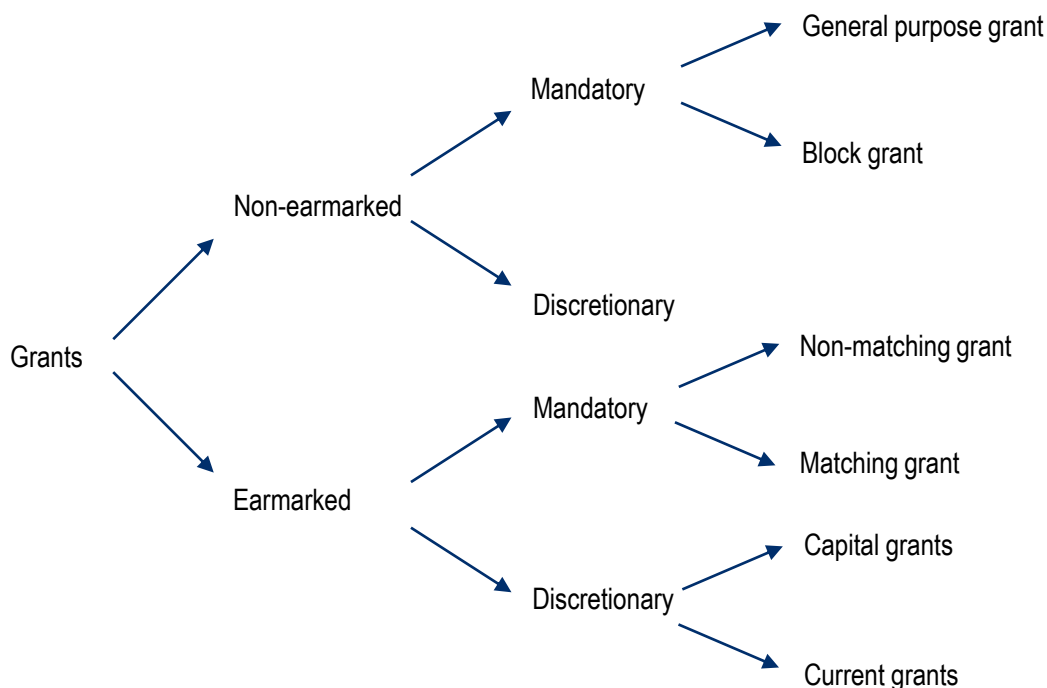 General purpose grant
Mandatory
Block grant
Non-earmarked
Discretionary
Non-matching grant
Grants
Mandatory
Matching grant
Earmarked
Capital grants
Discretionary
Current grants